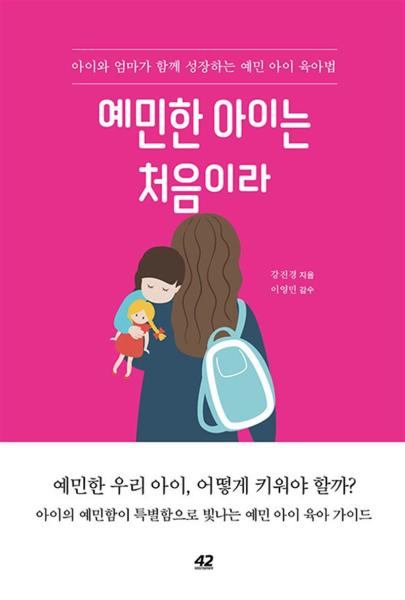 아이와 엄마가 함께 성장하는 예민 아이 육아법
예민한 아이는
처음이라
강진경 지음
이영민 감수
예민한 우리 아이, 어떻게 키워야 할까?
아이의 예민함이 특별함으로 빛나는 예민 아이 육아 가이드
42